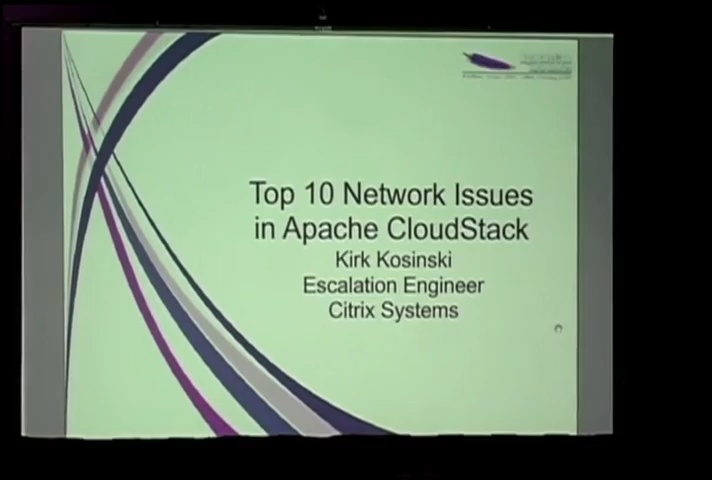 Top 10 Network Issues
in Apache CloudStack
Kirk Kosinski
Escalation Engineer
Citrix Systems